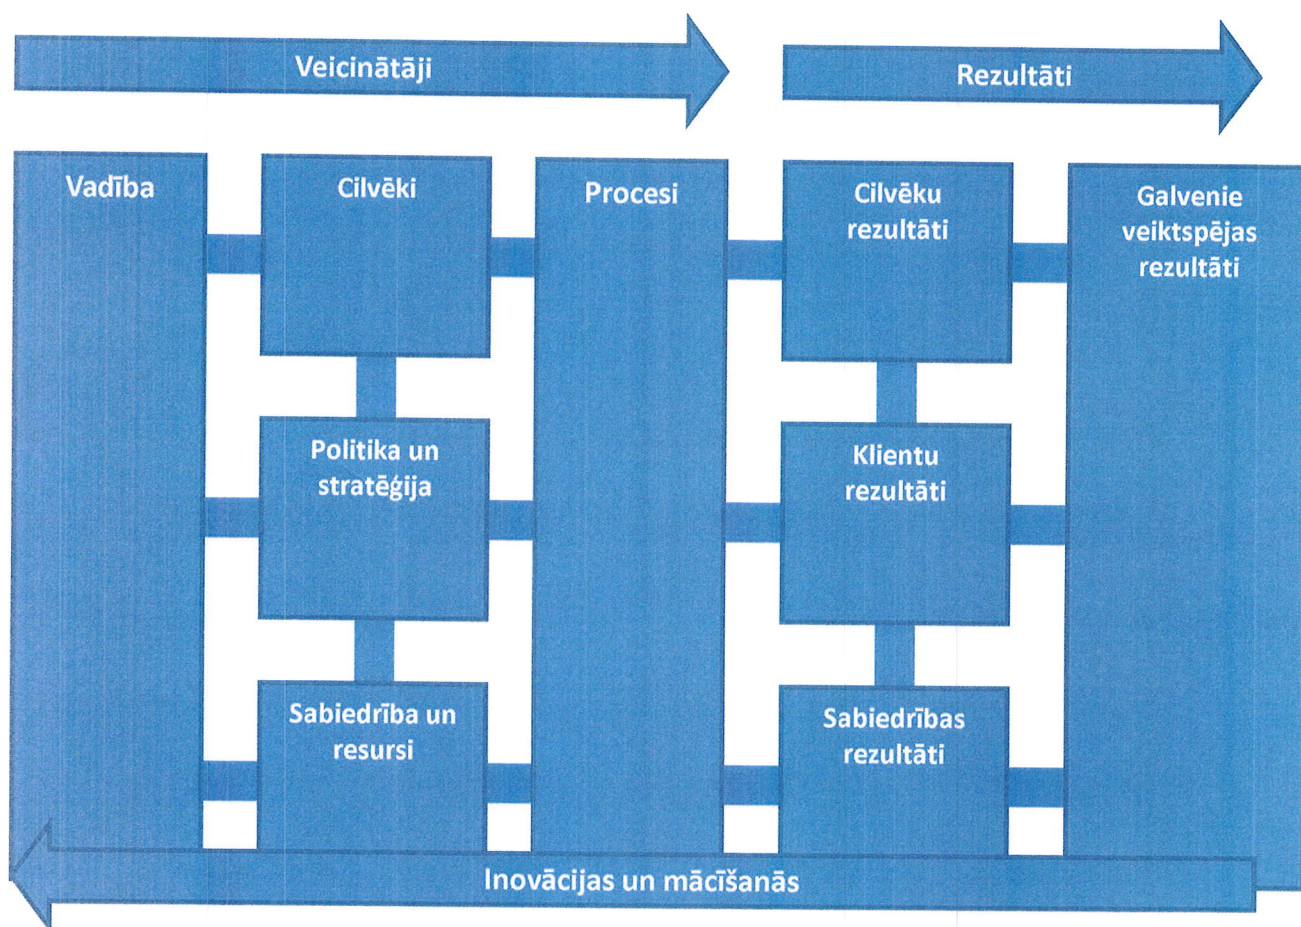 Veicinātāji
Rezultāti
Vadība
Cilvēki
Procesi
Cilvēku
rezultāti
Galvenie
veiktspējas
rezultāti
Politika un
stratēģija
Klientu
rezultāti
Sabiedrība un
resursi
Sabiedrības
rezultāti
Inovācijas un mācīšanās